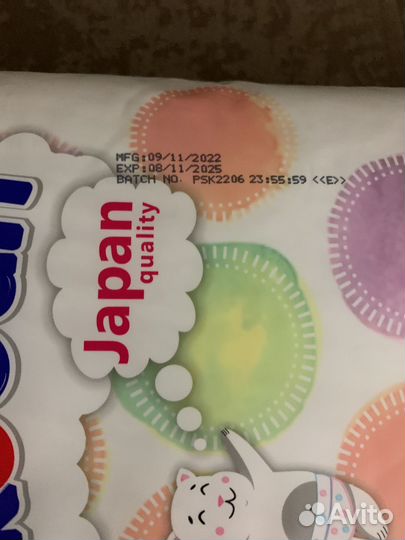 MFG:09/11/2022
EXP:08/11/2025
BATCH NO. PSK2206 23:55:59 <<E>>
Japan
quality
Avito